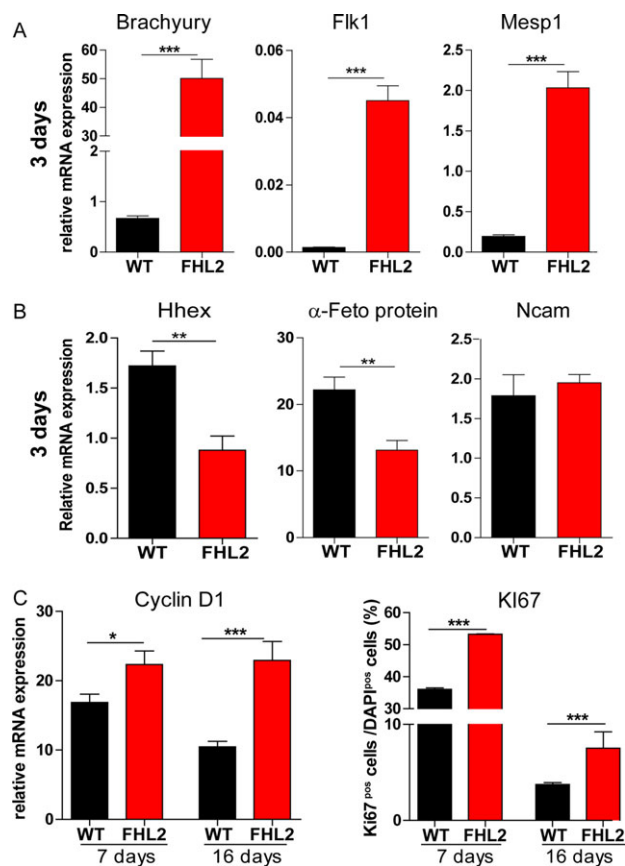 A
Brachyury
Flk1
Mesp1
3 days
relative mRNA expression
60
50
40
30
2
1
0
***
WT FHL2
0.06
0.04
0.02
0.00
***
WT FHL2
2.5
2.0
1.5
1.0
0.5
0.0
***
WT FHL2
B
Hhex
α-Feto protein
Ncam
3 days
Relative mRNA expression
2.0
1.5
1.0
0.5
0.0
**
WT FHL2
30
20
10
0
**
WT FHL2
2.5
2.0
1.5
1.0
0.5
0.0
WT FHL2
C
Cyclin D1
KI67
relative mRNA expression
30
20
10
0
*
***
WT FHL2 WT FHL2
7 days 16 days
Ki67 pos cells /DAPIpos cells (%)
60
50
40
30
10
0
***
***
WT FHL2 WT FHL2
7 days 16 days